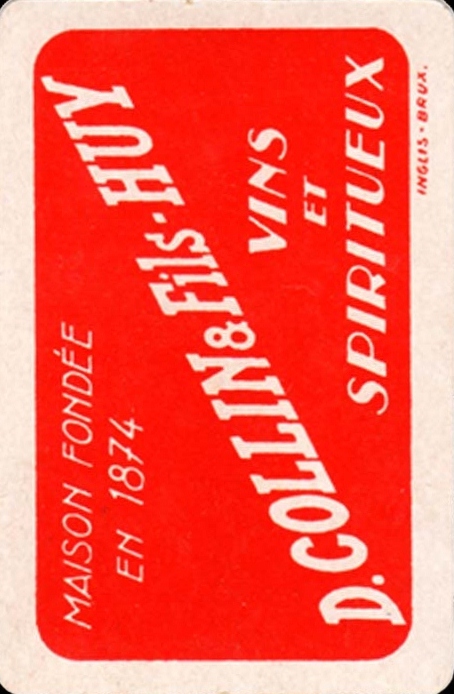 MAISON FONDÉE
EN 1874
D. COLLIN & Fils - HUY
VINS
ET
SPIRITUEUX
INGLIS - BRUX.